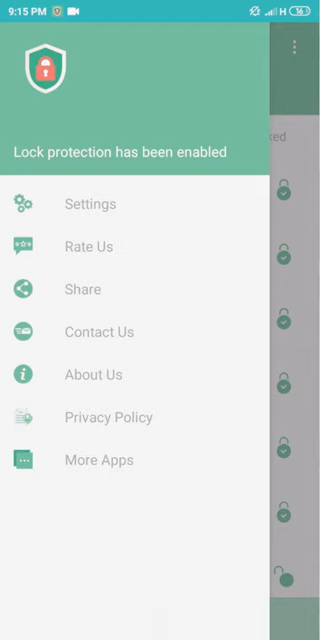 9:15 PM
H
36
Lock protection has been enabled
ked
Settings
Rate Us
Share
Contact Us
About Us
Privacy Policy
More Apps